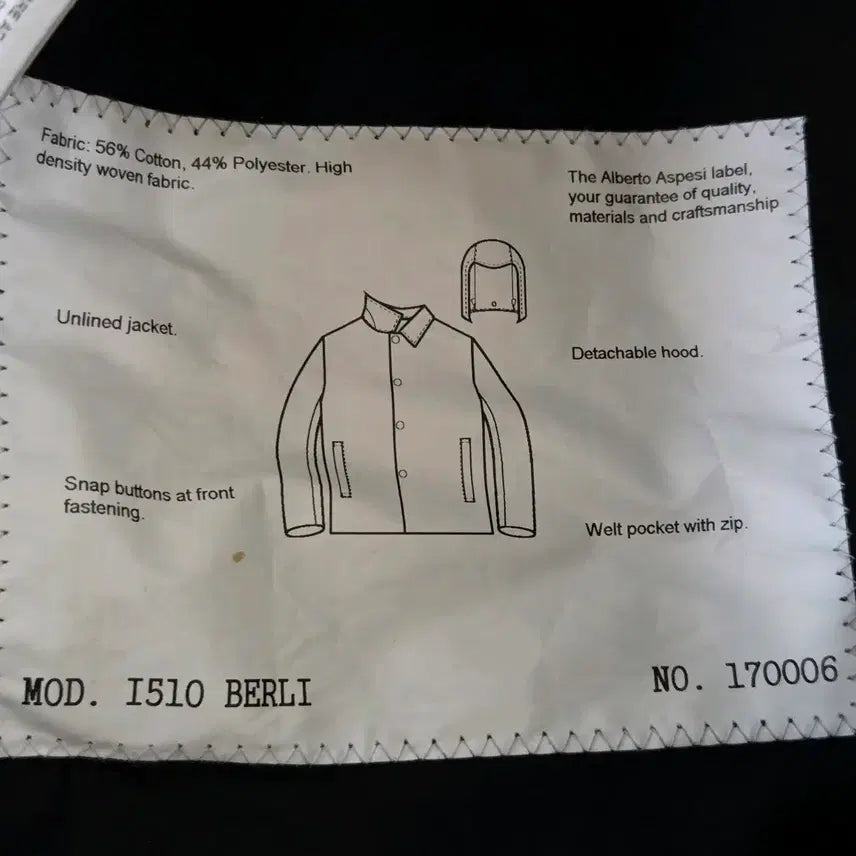 Fabric: 56% Cotton, 44% Polyester. High
density woven fabric.
The Alberto Aspesi label,
your guarantee of quality,
materials and craftsmanship
Unlined jacket.
Detachable hood.
Snap buttons at front
fastening.
Welt pocket with zip.
MOD. I510 BERLI
NO. 170006